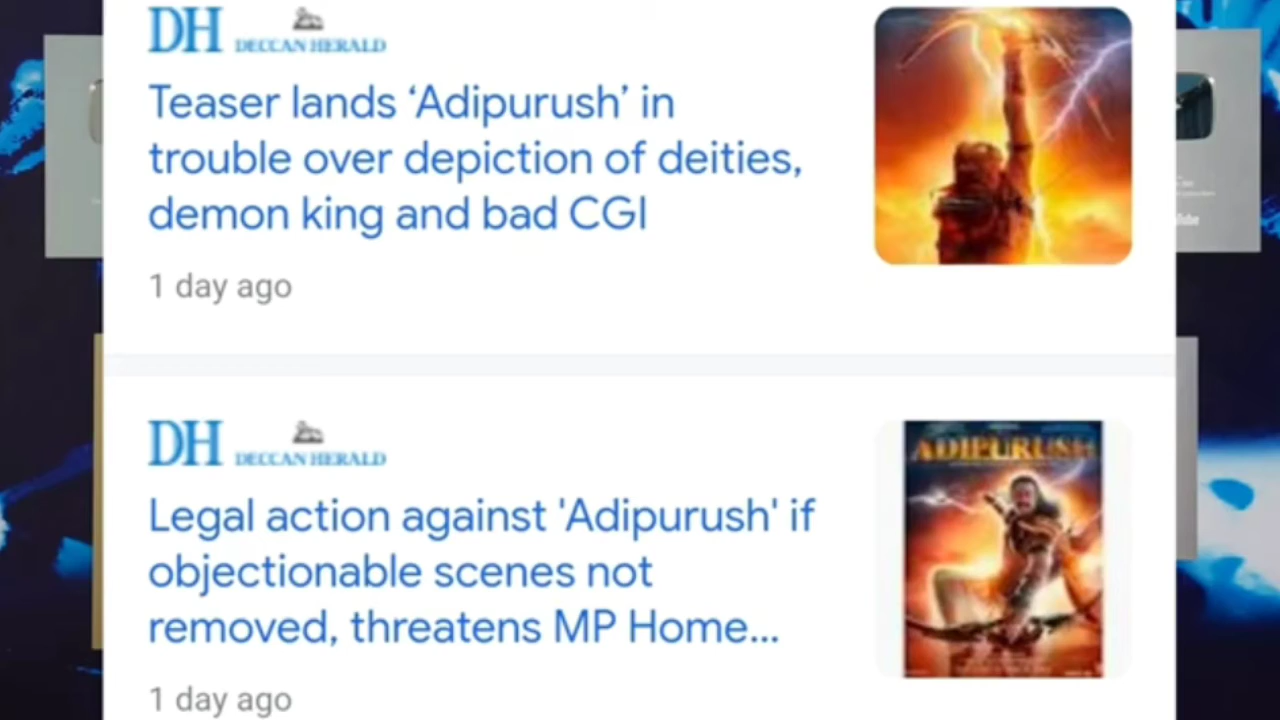 DH DECCAN HERALD
Teaser lands ‘Adipurush’ in
trouble over depiction of deities,
demon king and bad CGI
1 day ago
DH DECCAN HERALD
ADIPURUSH
Legal action against 'Adipurush' if
objectionable scenes not
removed, threatens MP Home...
1 day ago